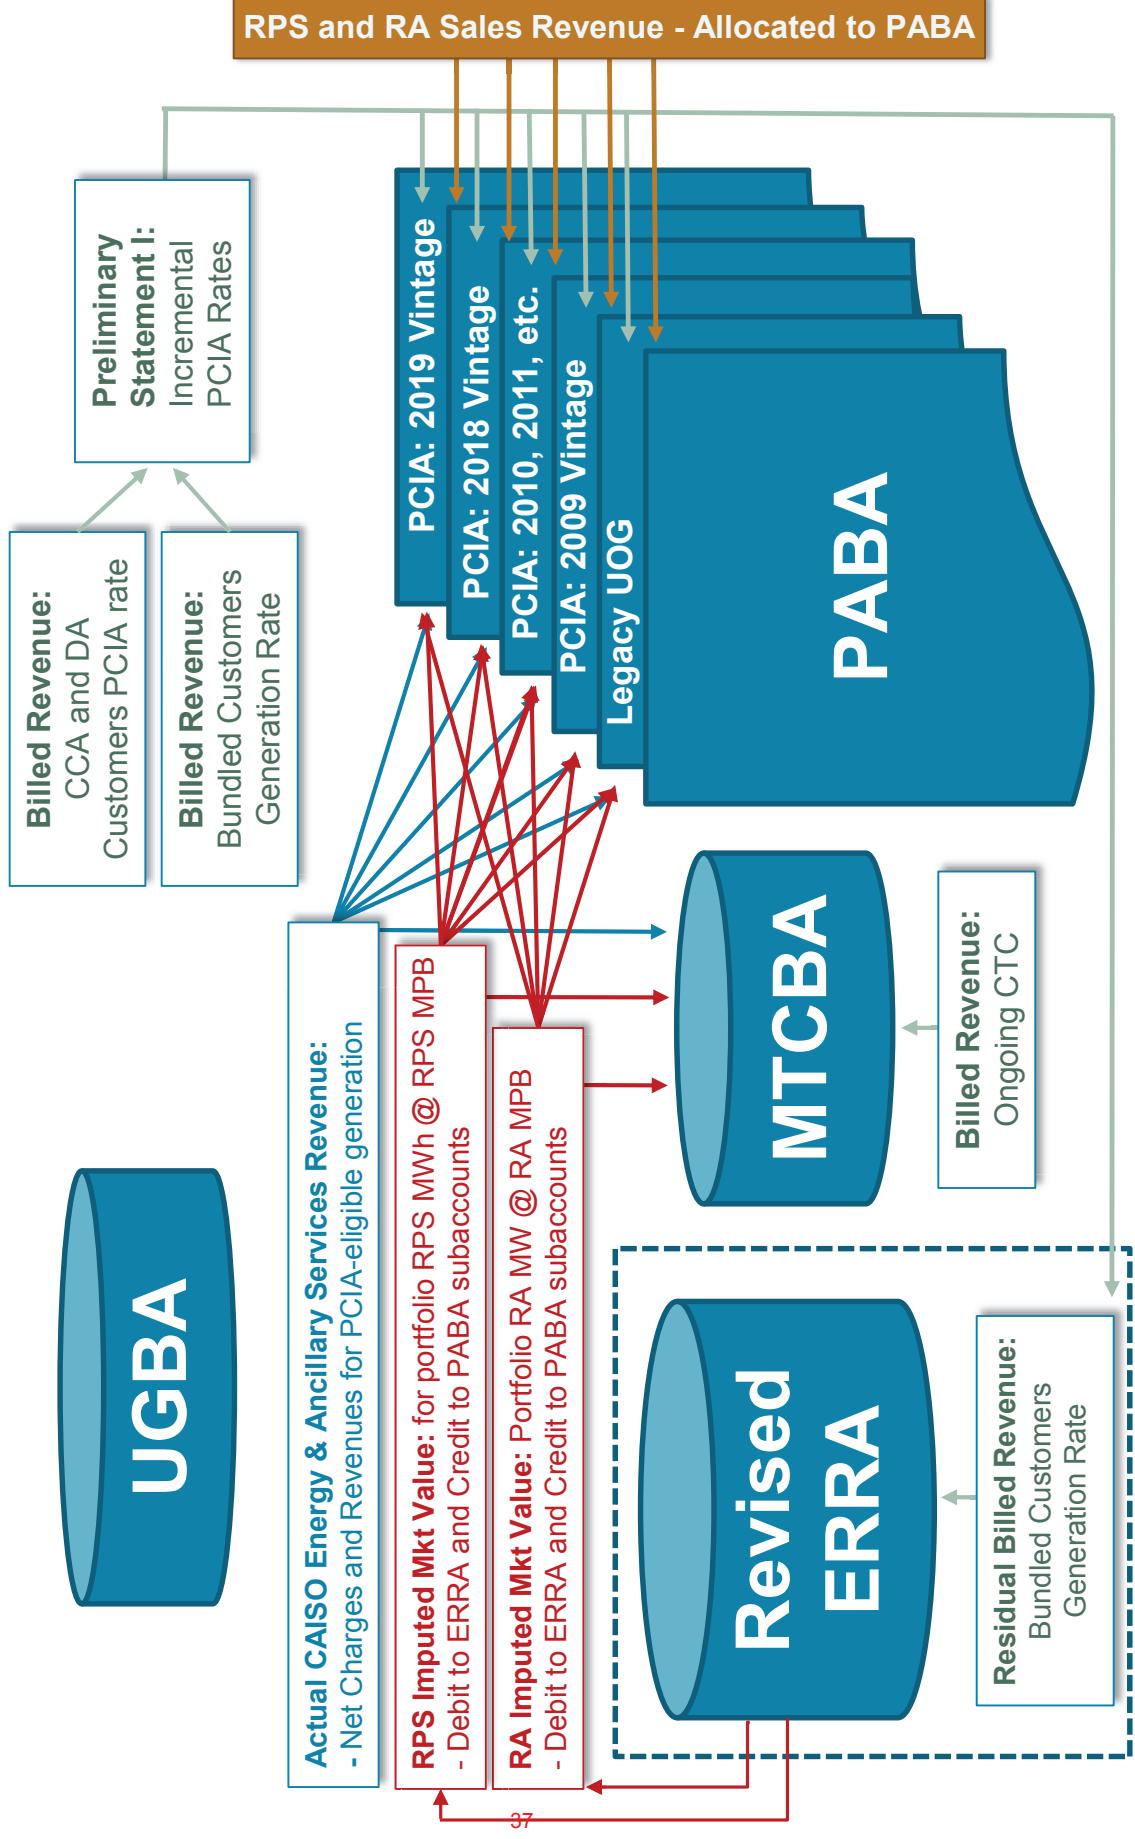 RPS and RA Sales Revenue - Allocated to PABA
UGBA
Billed Revenue:
CCA and DA
Customers PCIA rate
Billed Revenue:
Bundled Customers
Generation Rate
Preliminary
Statement I:
Incremental
PCIA Rates
Actual CAISO Energy & Ancillary Services Revenue:
- Net Charges and Revenues for PCIA-eligible generation
RPS Imputed Mkt Value: for portfolio RPS MWh @ RPS MPB
- Debit to ERRA and Credit to PABA subaccounts
RA Imputed Mkt Value: Portfolio RA MW @ RA MPB
- Debit to ERRA and Credit to PABA subaccounts
PCIA: 2019 Vintage
PCIA: 2018 Vintage
PCIA: 2010, 2011, etc.
PCIA: 2009 Vintage
Legacy UOG
PABA
Revised
ERRA
MTCBA
Residual Billed Revenue:
Bundled Customers
Generation Rate
Billed Revenue:
Ongoing CTC
37